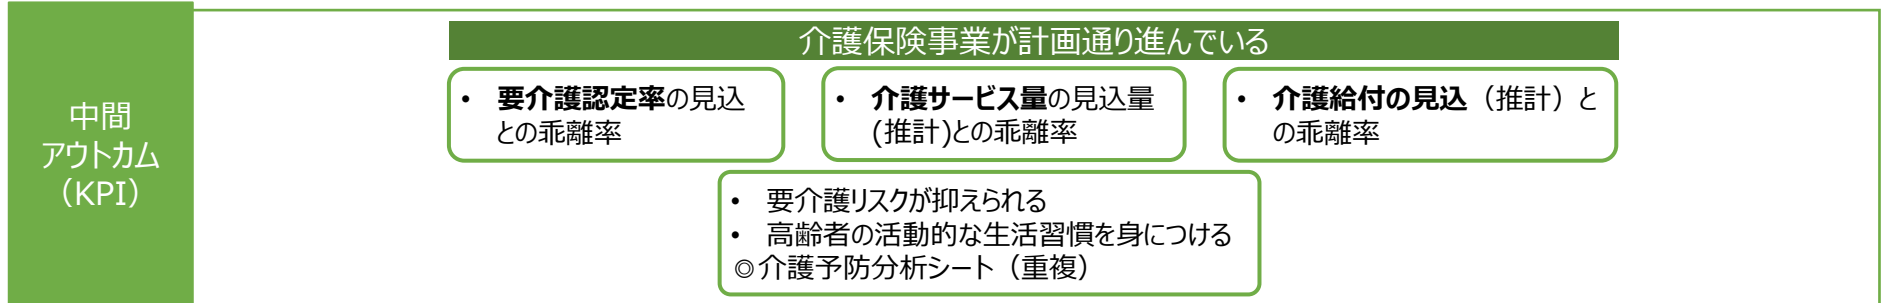 中間
アウトカム
（KPI）
介護保険事業が計画通り進んでいる
• 要介護認定率の見込
との乖離率
• 介護サービス量の見込量
(推計)との乖離率
• 介護給付の見込（推計）と
の乖離率
• 要介護リスクが抑えられる
• 高齢者の活動的な生活習慣を身につける
◎介護予防分析シート（重複）